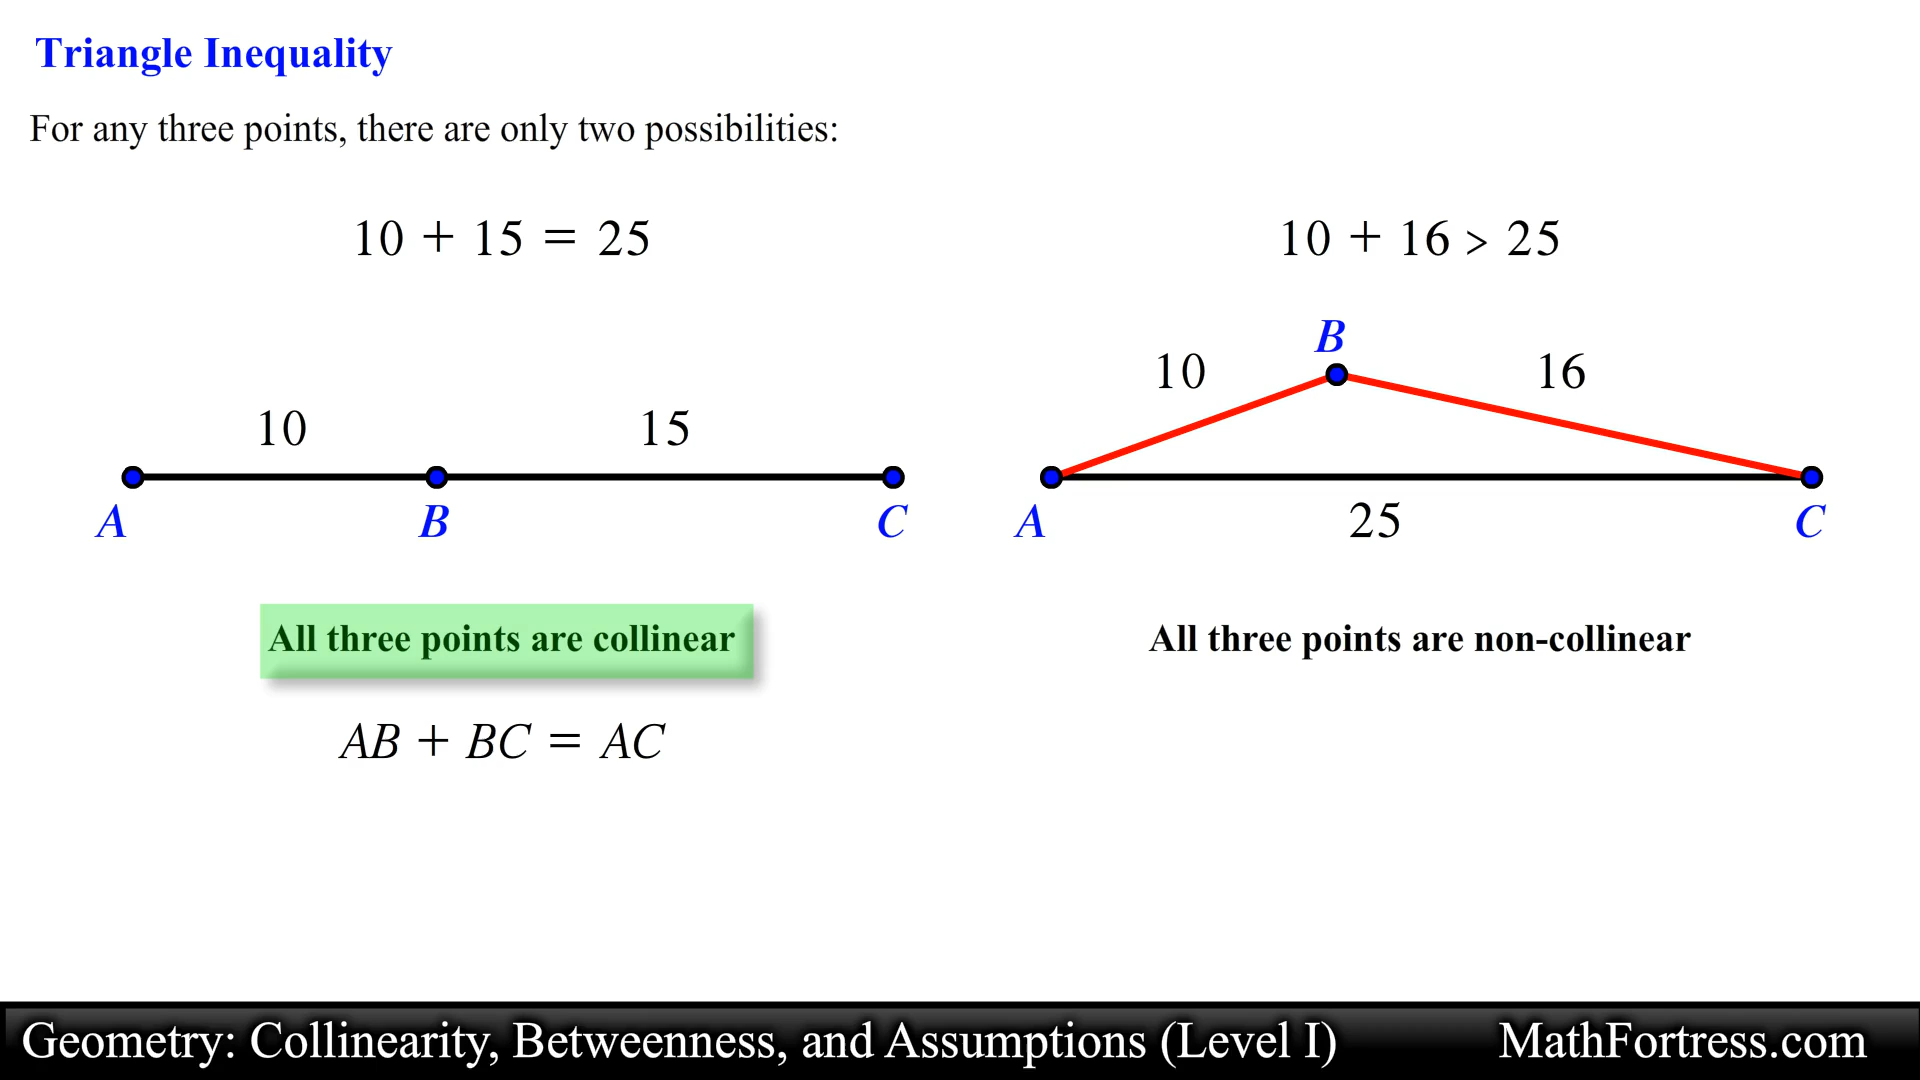 Triangle Inequality
For any three points, there are only two possibilities:
10 + 15 = 25
10 15
A B C
All three points are collinear
AB + BC = AC
10 + 16 > 25
B
10 16
A 25 C
All three points are non-collinear
Geometry: Collinearity, Betweenness, and Assumptions (Level I)
MathFortress.com